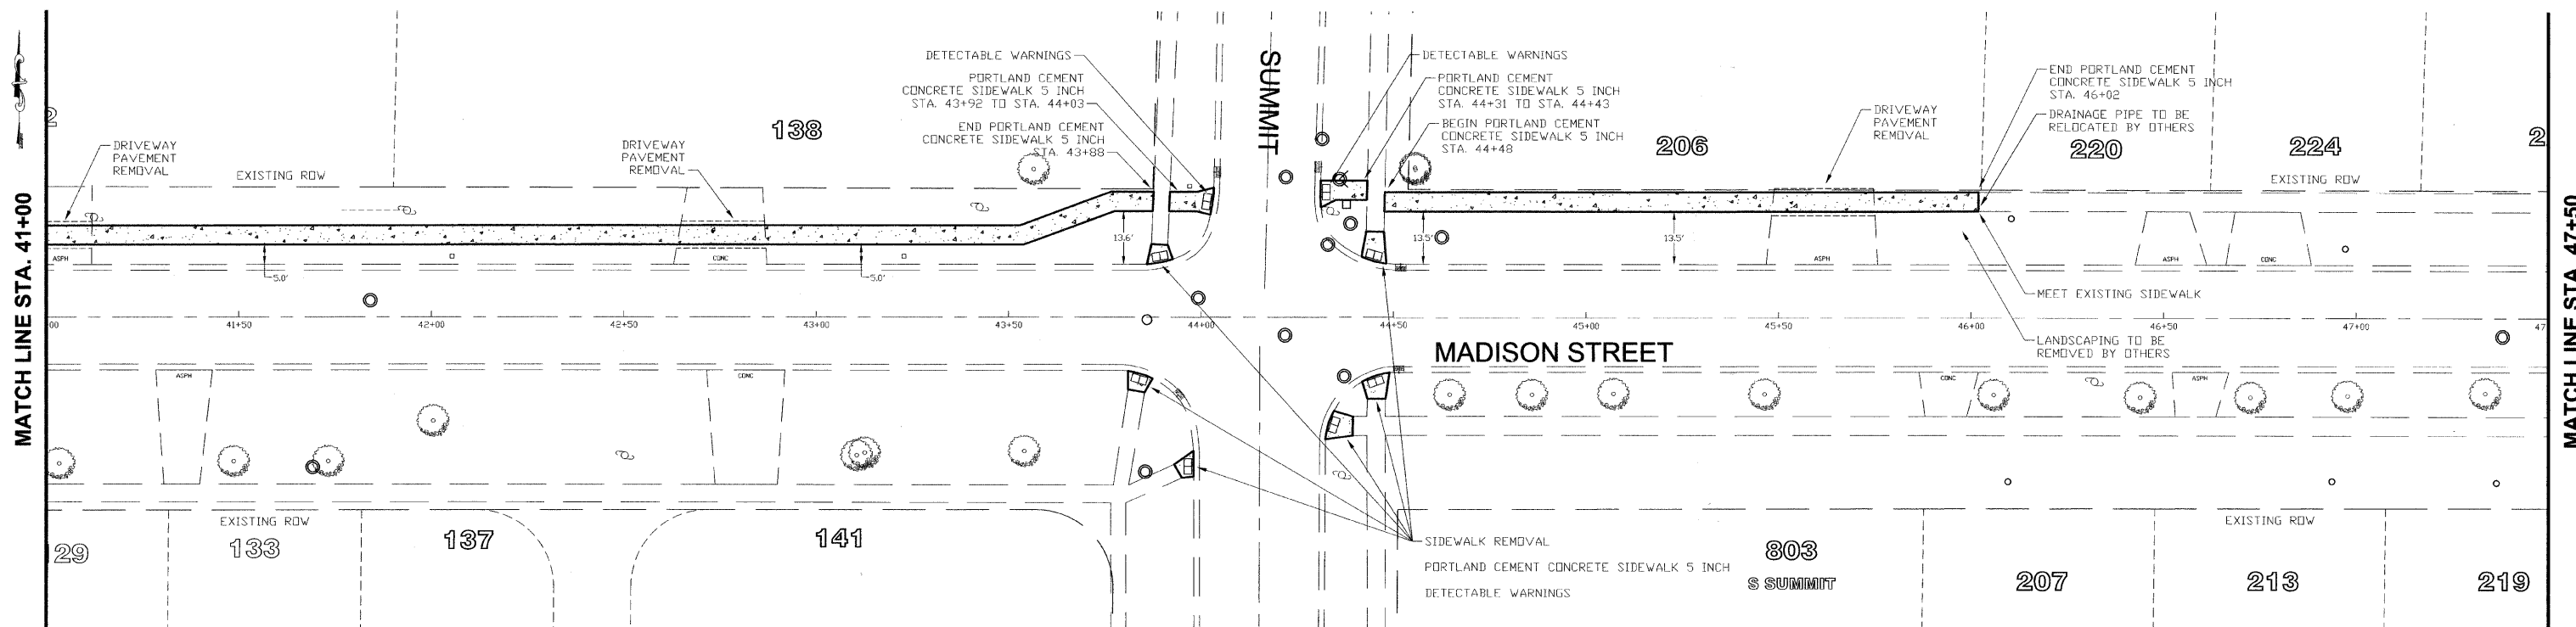 MATCH LINE STA. 41+00
2
DRIVEWAY
PAVEMENT
REMOVAL
EXISTING ROW
DRIVEWAY
PAVEMENT
REMOVAL
138
DETECTABLE WARNINGS
PORTLAND CEMENT
CONCRETE SIDEWALK 5 INCH
STA. 43+92 TO STA. 44+03
END PORTLAND CEMENT
CONCRETE SIDEWALK 5 INCH
STA. 43+88
SUMMIT
DETECTABLE WARNINGS
PORTLAND CEMENT
CONCRETE SIDEWALK 5 INCH
STA. 44+31 TO STA. 44+43
BEGIN PORTLAND CEMENT
CONCRETE SIDEWALK 5 INCH
STA. 44+48
206
DRIVEWAY
PAVEMENT
REMOVAL
END PORTLAND CEMENT
CONCRETE SIDEWALK 5 INCH
STA. 46+02
DRAINAGE PIPE TO BE
RELOCATED BY OTHERS
220
224
2
EXISTING ROW
ASPH
5.0'
CONC
5.0'
13.6'
13.5'
13.5'
ASPH
ASPH
CONC
MEET EXISTING SIDEWALK
LANDSCAPING TO BE
REMOVED BY OTHERS
00
41+50
42+00
42+50
43+00
43+50
44+00
44+50
45+00
45+50
46+00
46+50
47+00
47
MADISON STREET
ASPH
CONC
CONC
ASPH
EXISTING ROW
29
133
137
141
SIDEWALK REMOVAL
PORTLAND CEMENT CONCRETE SIDEWALK 5 INCH
DETECTABLE WARNINGS
803
S SUMMIT
207
EXISTING ROW
213
219
MATCH LINE STA. 47+50